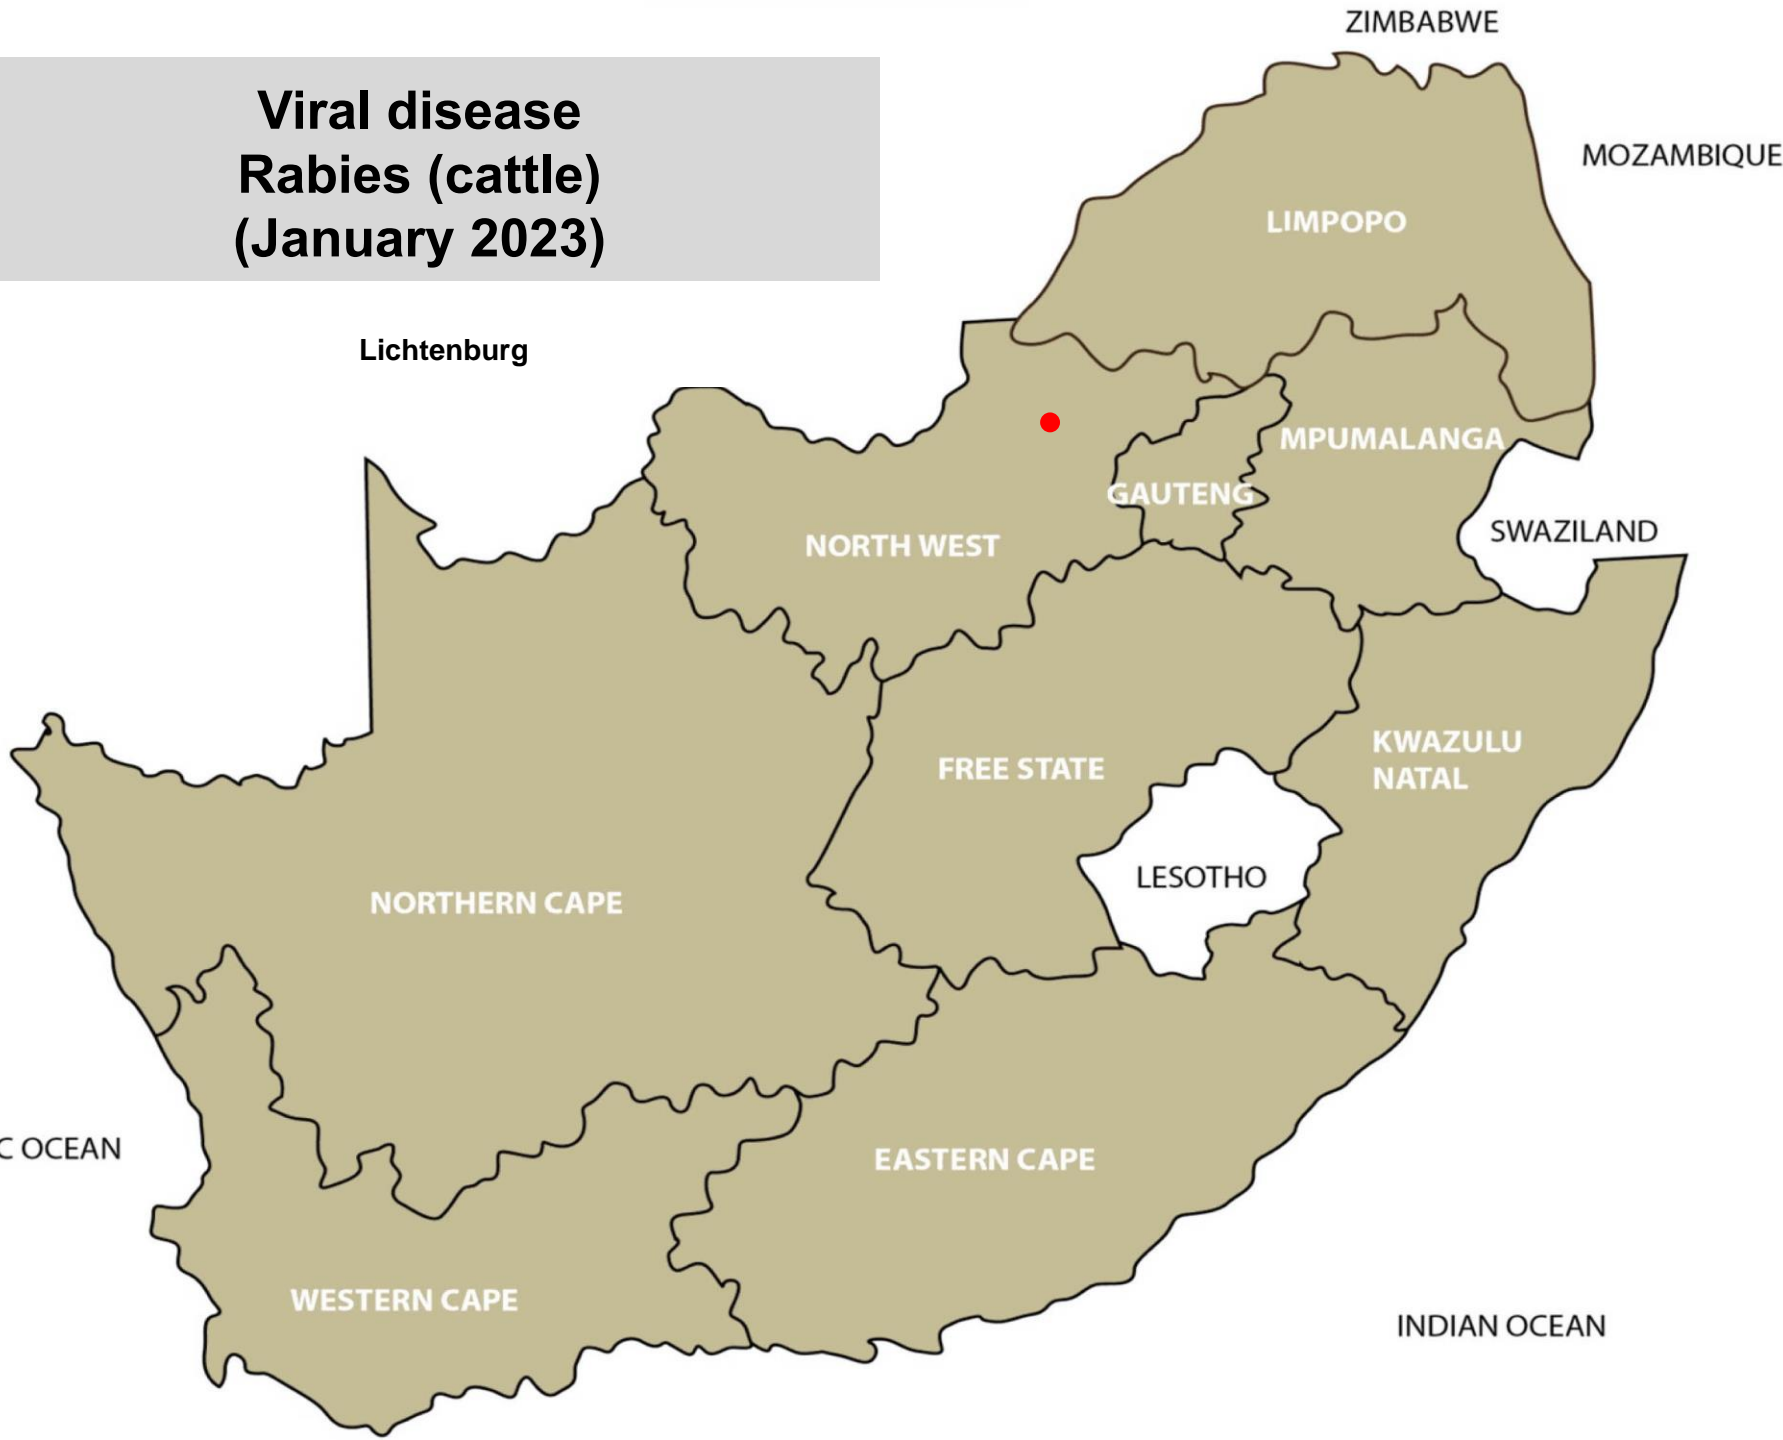 ZIMBABWE
Viral disease
Rabies (cattle)
(January 2023)
MOZAMBIQUE
LIMPOPO
Lichtenburg
MPUMALANGA
GAUTENG
SWAZILAND
NORTH WEST
KWAZULU
NATAL
FREE STATE
LESOTHO
NORTHERN CAPE
C OCEAN
EASTERN CAPE
WESTERN CAPE
INDIAN OCEAN